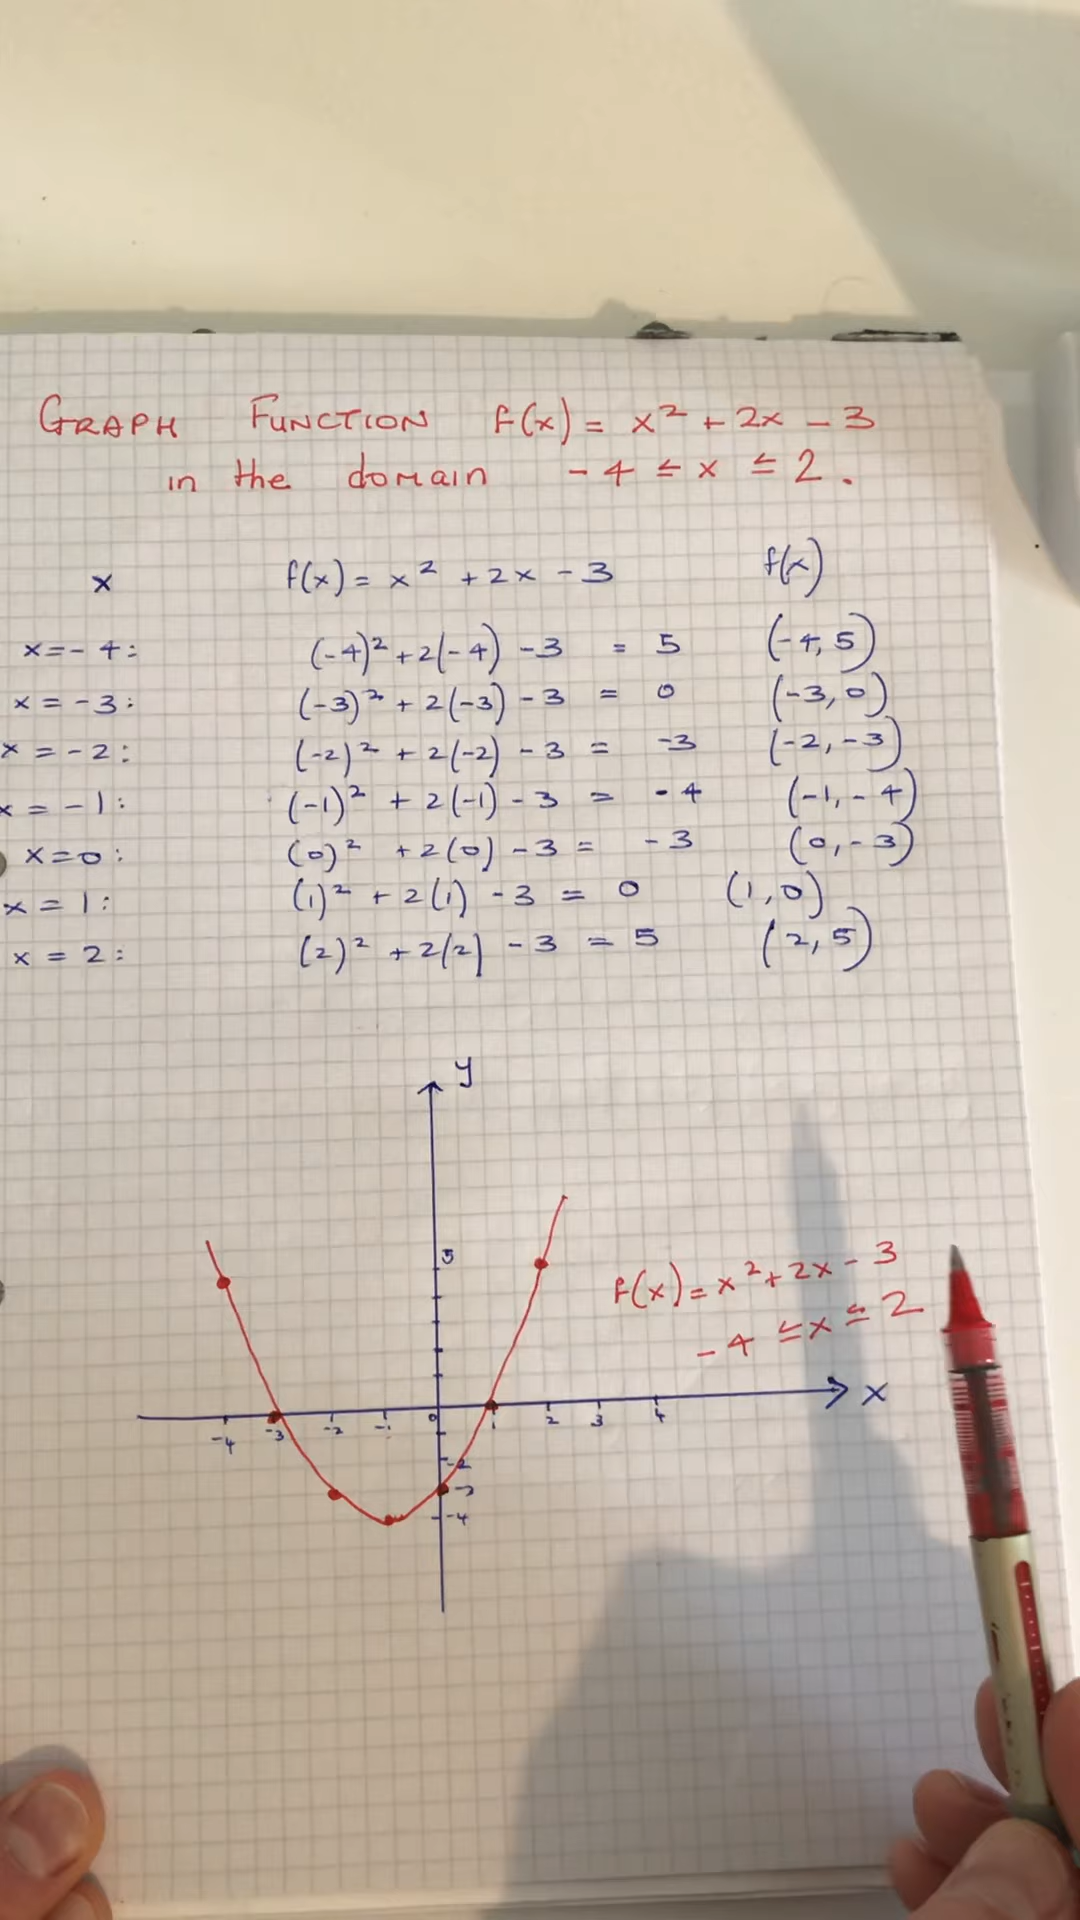 GRAPH FUNCTION f(x) = x² + 2x - 3
in the domain -4 ≤ x ≤ 2.
x f(x) = x² + 2x - 3 f(x)
x = -4: (-4)² + 2(-4) - 3 = 5 (-4, 5)
x = -3: (-3)² + 2(-3) - 3 = 0 (-3, 0)
x = -2: (-2)² + 2(-2) - 3 = -3 (-2, -3)
x = -1: (-1)² + 2(-1) - 3 = -4 (-1, -4)
x = 0: (0)² + 2(0) - 3 = -3 (0, -3)
x = 1: (1)² + 2(1) - 3 = 0 (1, 0)
x = 2: (2)² + 2(2) - 3 = 5 (2, 5)
y
5
f(x) = x² + 2x - 3
-4 ≤ x ≤ 2
x
-4 -3 -2 -1 0 1 2 3 4
-2
-3
-4